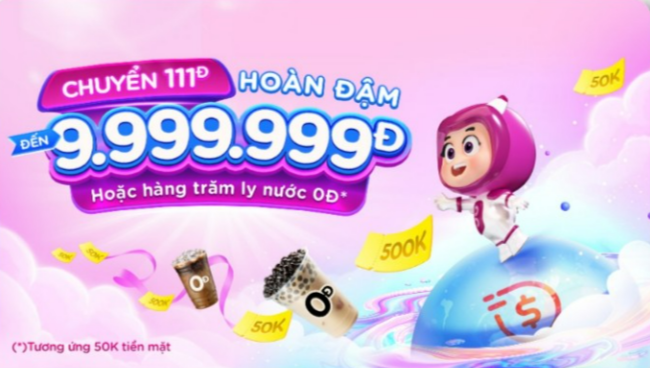 CHUYỂN 111Đ
HOÀN ĐẬM
ĐẾN
9.999.999Đ
Hoặc hàng trăm ly nước 0Đ*
50K
500K
50K
(*)Tương ứng 50K tiền mặt